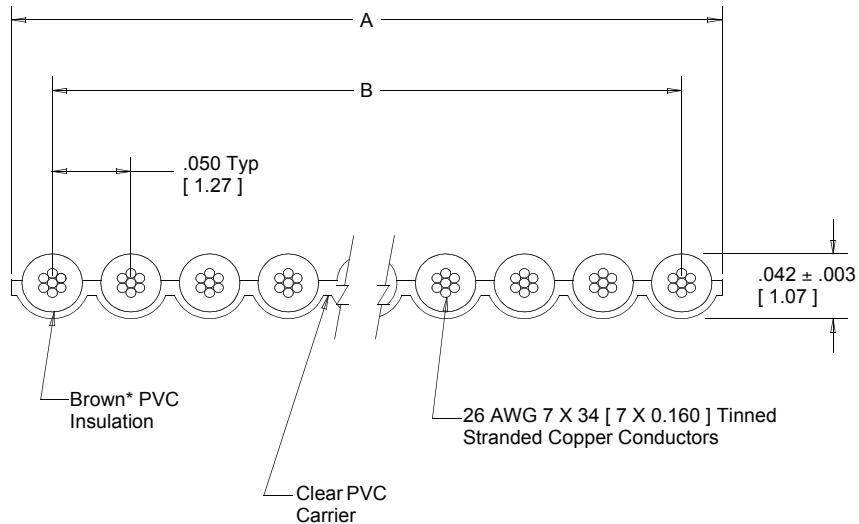 A
B
.050 Typ
[ 1.27 ]
.042 ± .003
[ 1.07 ]
Brown* PVC
Insulation
26 AWG 7 X 34 [ 7 X 0.160 ] Tinned
Stranded Copper Conductors
Clear PVC
Carrier